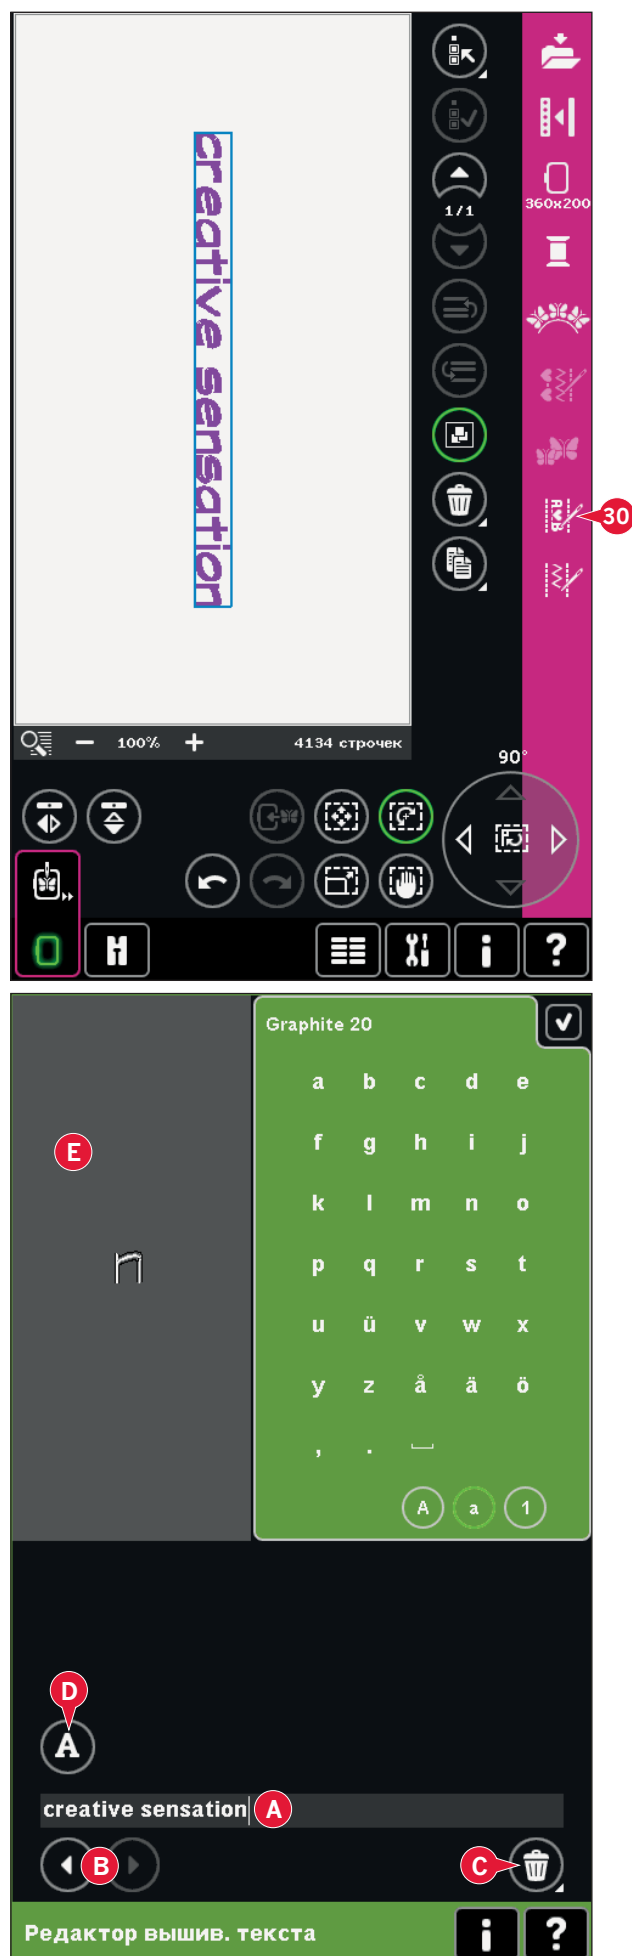 creative sensation
1/1
360x200
30
100%
4134 строчек
90°
Graphite 20
a b c d e
f g h i j
k l m n o
p q r s t
u ü v w x
y z å ä ö
, .
A a 1
E
n
D
A
creative sensation
A
B
C
Редактор вышив. текста
i ?